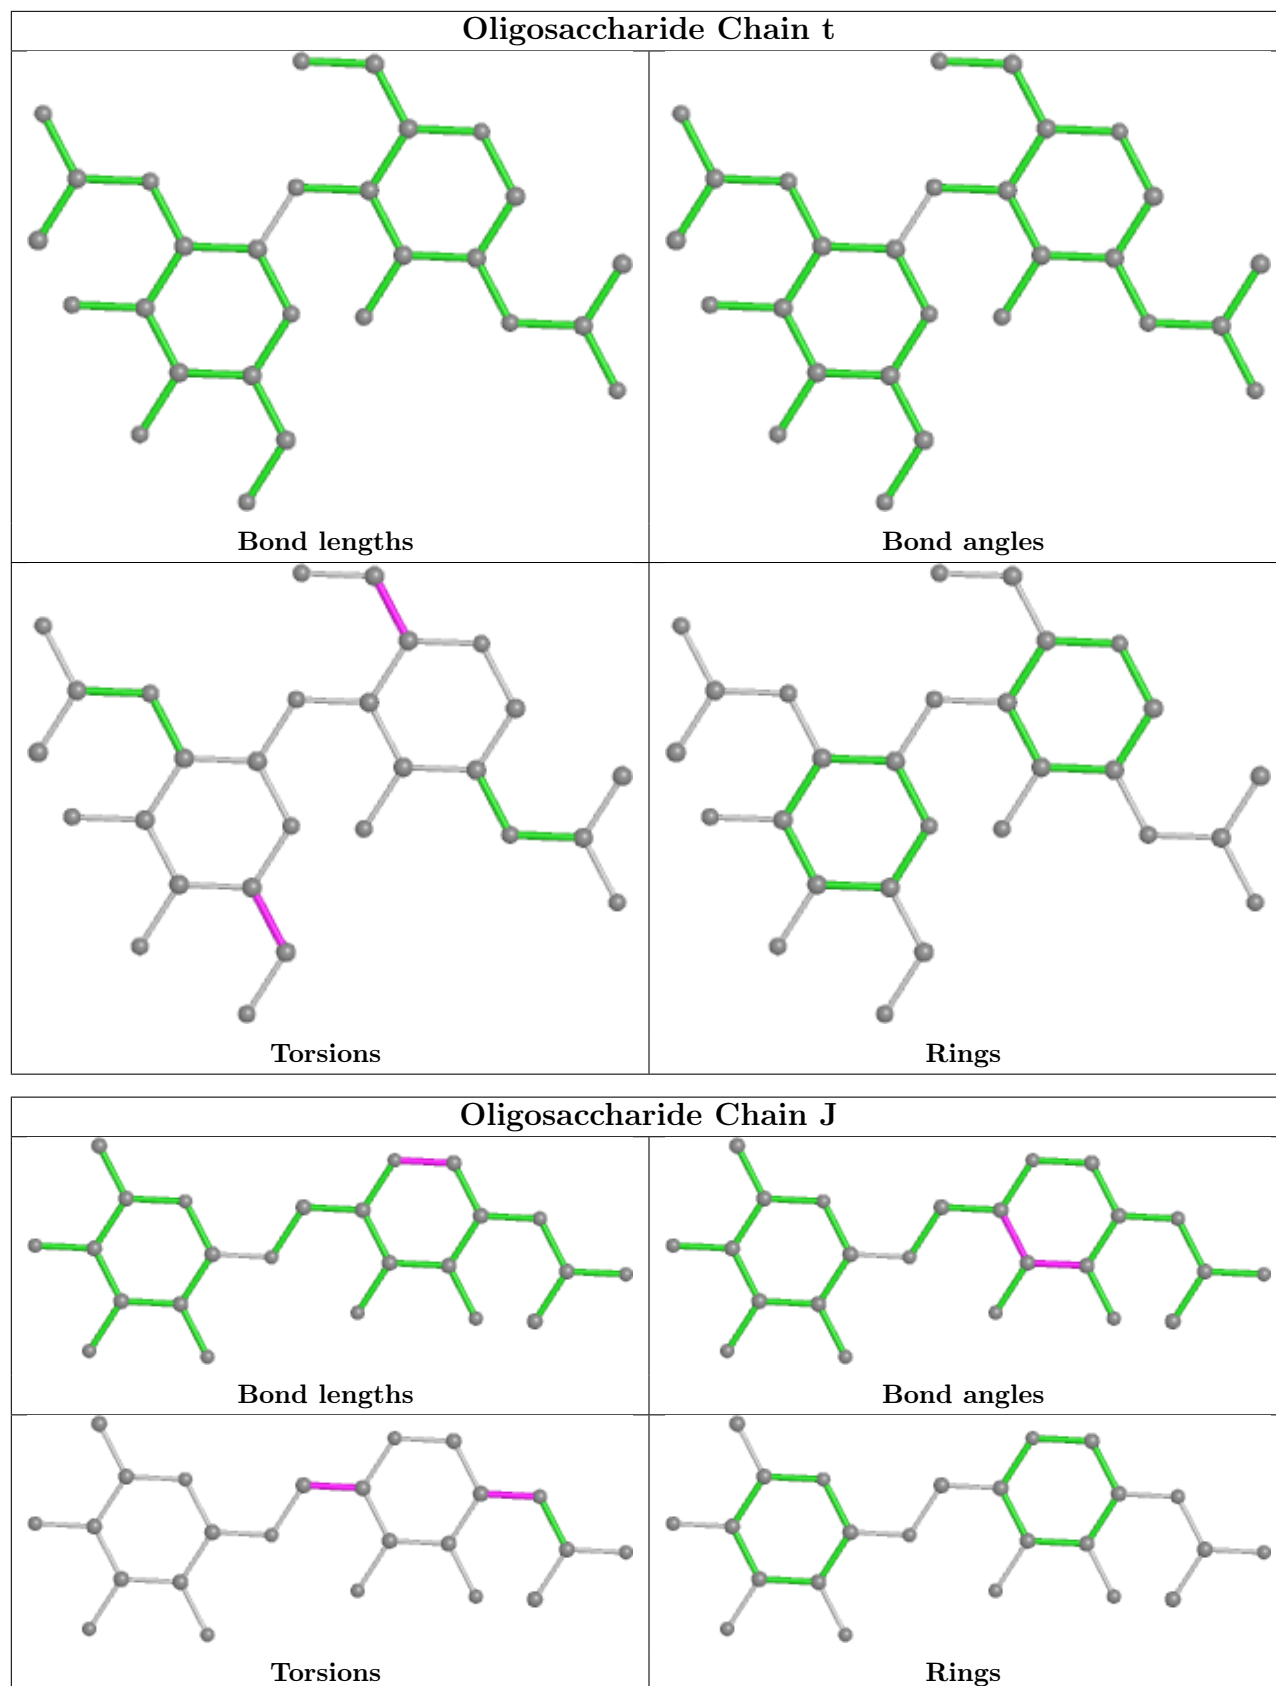 Oligosaccharide Chain t
Bond lengths
Bond angles
Torsions
Rings
Oligosaccharide Chain J
Bond lengths
Bond angles
Torsions
Rings